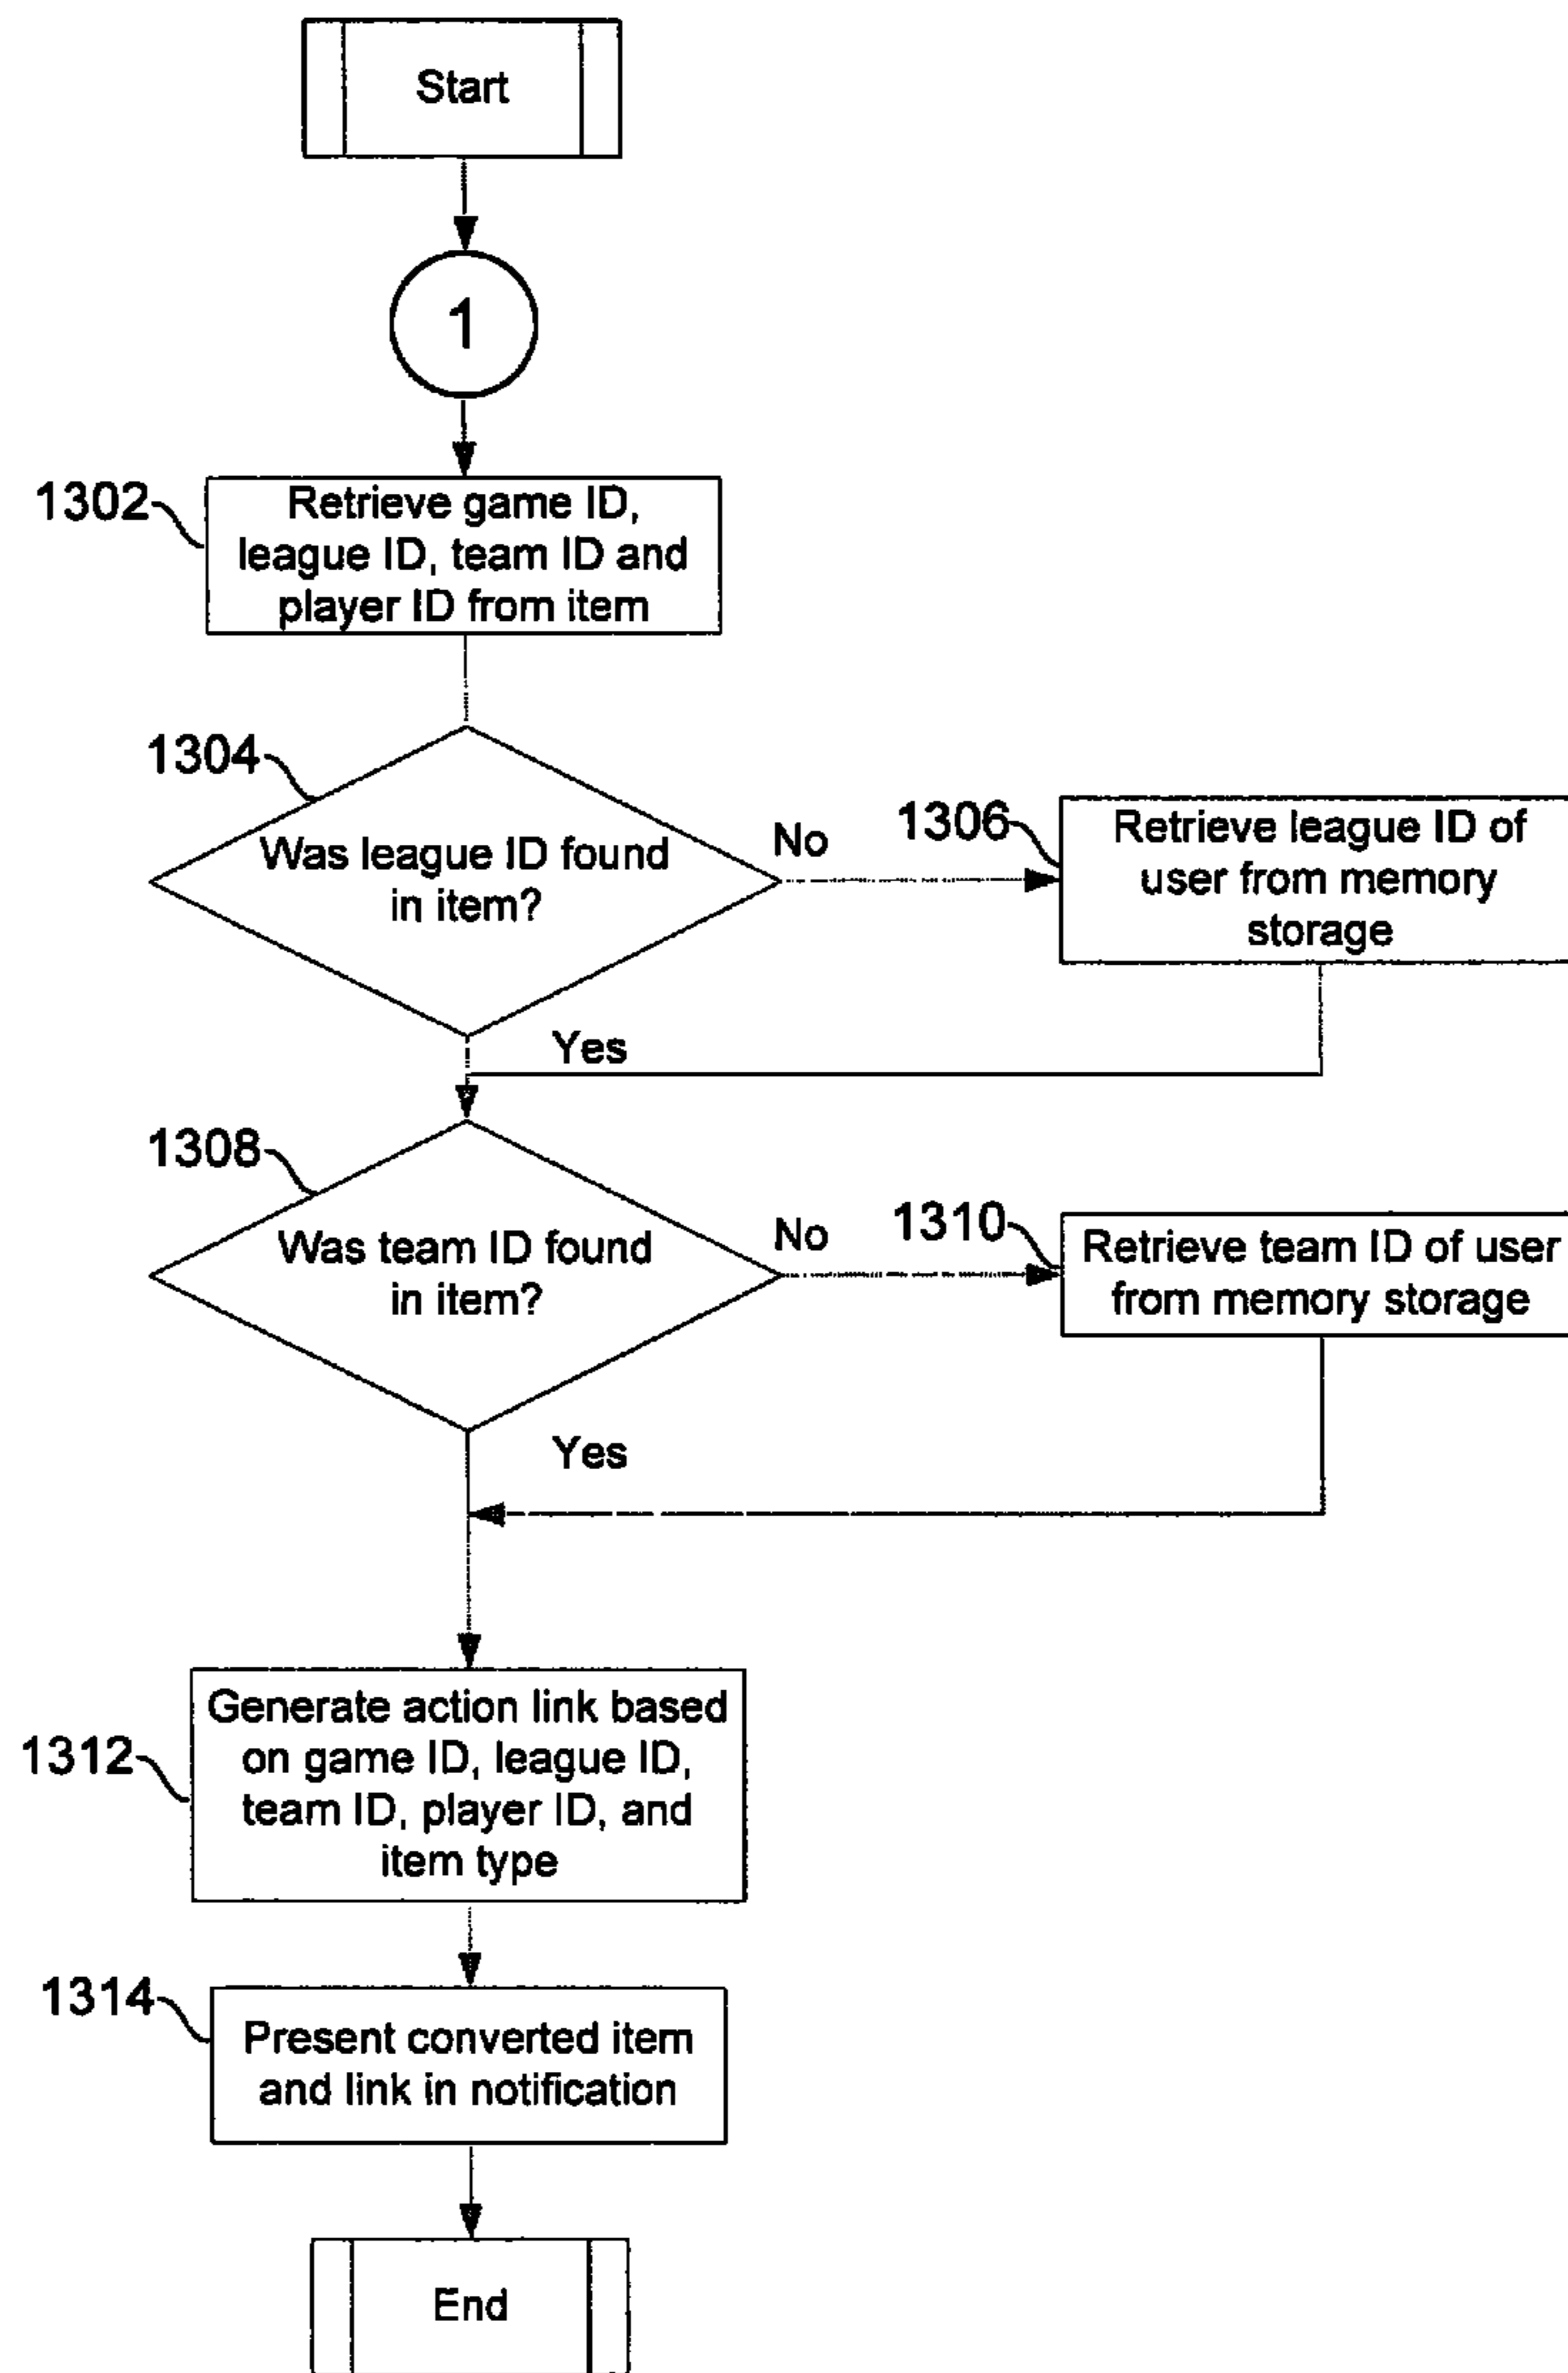 Start
1
1302
Retrieve game ID,
league ID, team ID and
player ID from item
1304
Was league ID found
in item?
No
1306
Retrieve league ID of
user from memory
storage
Yes
1308
Was team ID found
in item?
No
1310
Retrieve team ID of user
from memory storage
Yes
1312
Generate action link based
on game ID, league ID,
team ID, player ID, and
item type
1314
Present converted item
and link in notification
End